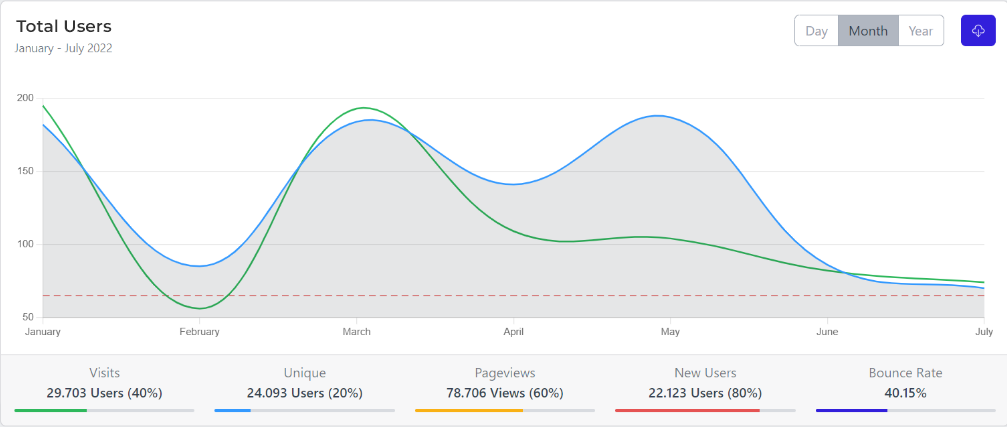 Total Users
January - July 2022
Day Month Year
200
150
100
50
January February March April May June July
Visits Unique Pageviews New Users Bounce Rate
29.703 Users (40%) 24.093 Users (20%) 78.706 Views (60%) 22.123 Users (80%) 40.15%